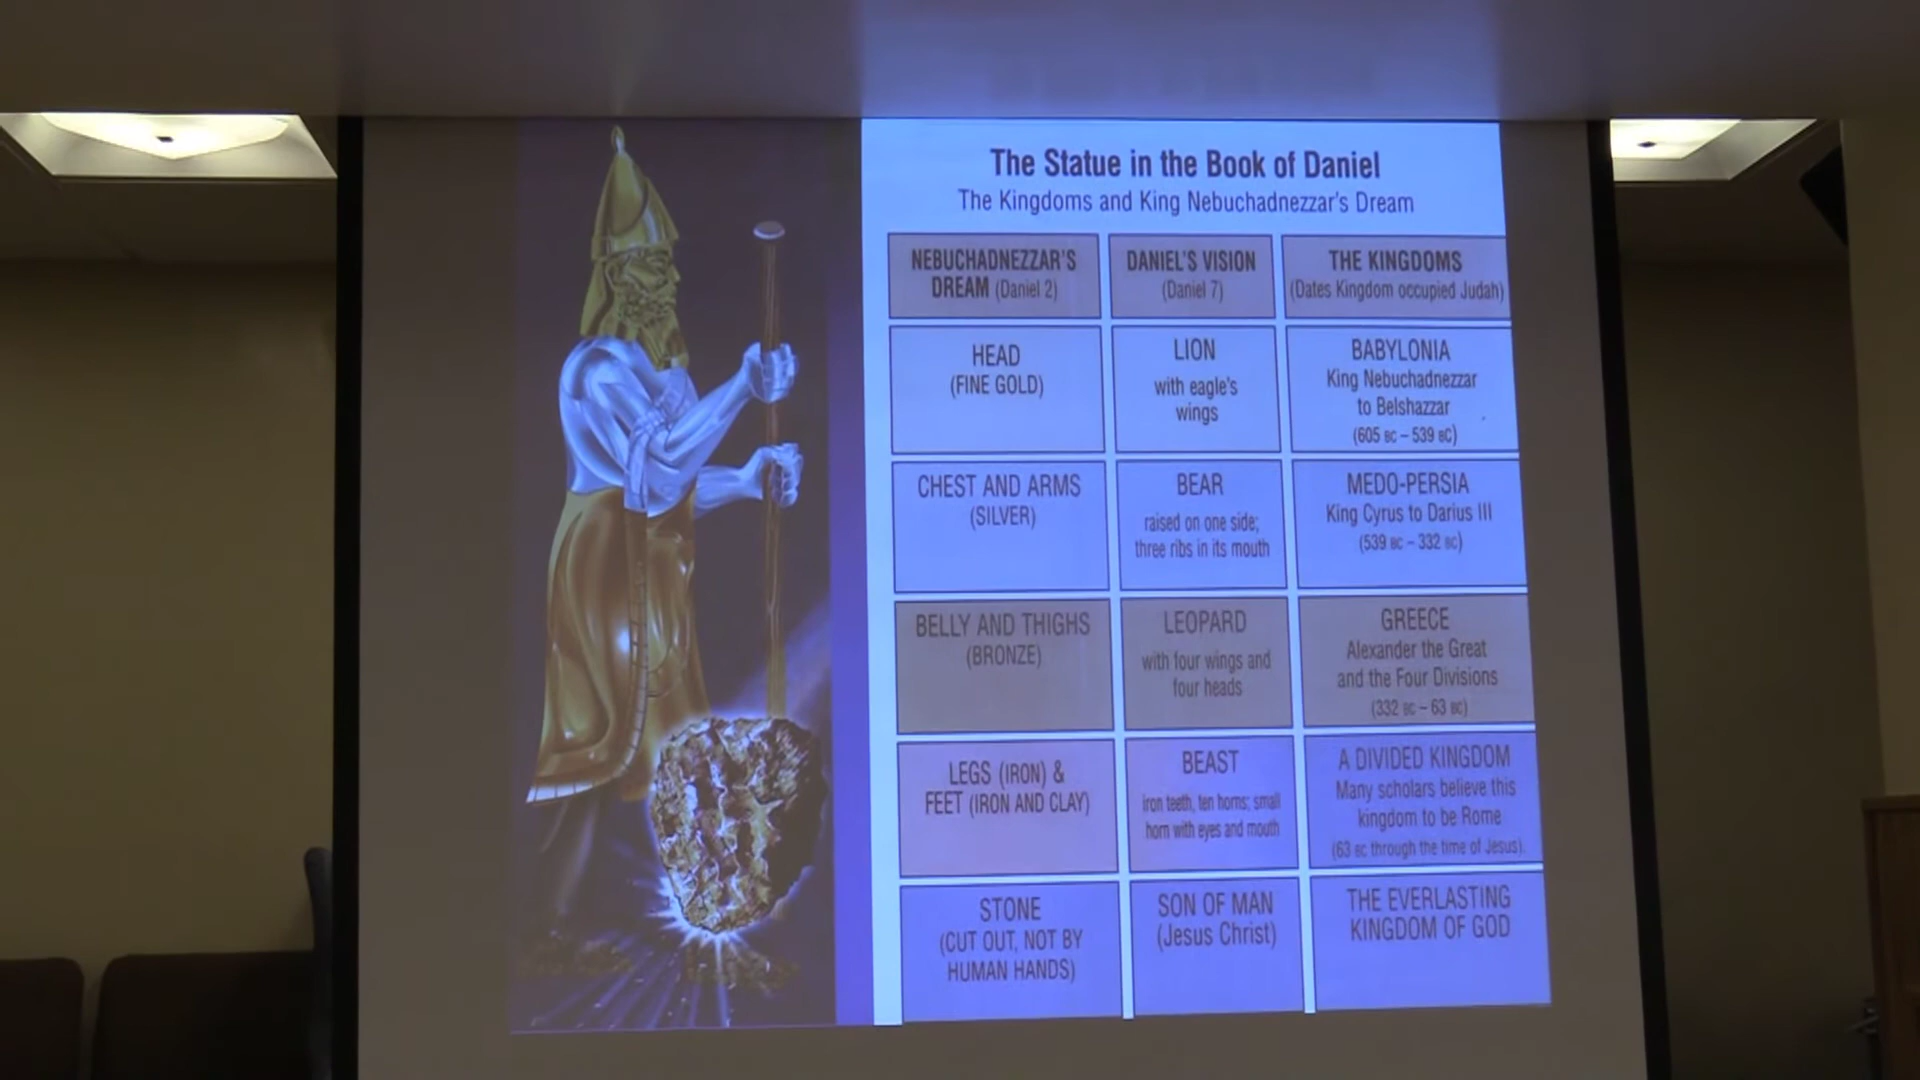 The Statue in the Book of Daniel
The Kingdoms and King Nebuchadnezzar's Dream
NEBUCHADNEZZAR'S
DREAM (Daniel 2)
DANIEL'S VISION
(Daniel 7)
THE KINGDOMS
(Dates Kingdom occupied Judah)
HEAD
(FINE GOLD)
LION
with eagle's
wings
BABYLONIA
King Nebuchadnezzar
to Belshazzar
(605 BC – 539 BC)
CHEST AND ARMS
(SILVER)
BEAR
raised on one side;
three ribs in its mouth
MEDO-PERSIA
King Cyrus to Darius III
(539 BC – 332 BC)
BELLY AND THIGHS
(BRONZE)
LEOPARD
with four wings and
four heads
GREECE
Alexander the Great
and the Four Divisions
(332 BC – 63 BC)
LEGS (IRON) &
FEET (IRON AND CLAY)
BEAST
iron teeth, ten horns; small
horn with eyes and mouth
A DIVIDED KINGDOM
Many scholars believe this
kingdom to be Rome
(63 BC through the time of Jesus).
STONE
(CUT OUT, NOT BY
HUMAN HANDS)
SON OF MAN
(Jesus Christ)
THE EVERLASTING
KINGDOM OF GOD